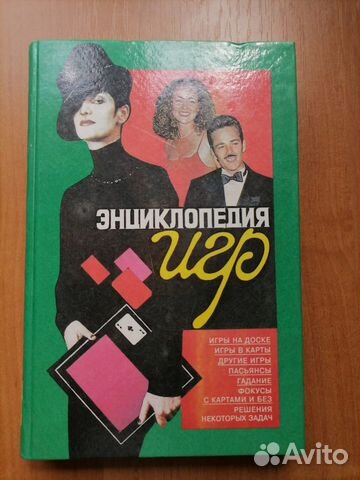 ЭНЦИКЛОПЕДИЯ
игр
ИГРЫ НА ДОСКЕ
ИГРЫ В КАРТЫ
ДРУГИЕ ИГРЫ
ПАСЬЯНСЫ
ГАДАНИЕ
ФОКУСЫ
С КАРТАМИ И БЕЗ
РЕШЕНИЯ
НЕКОТОРЫХ ЗАДАЧ
Avito